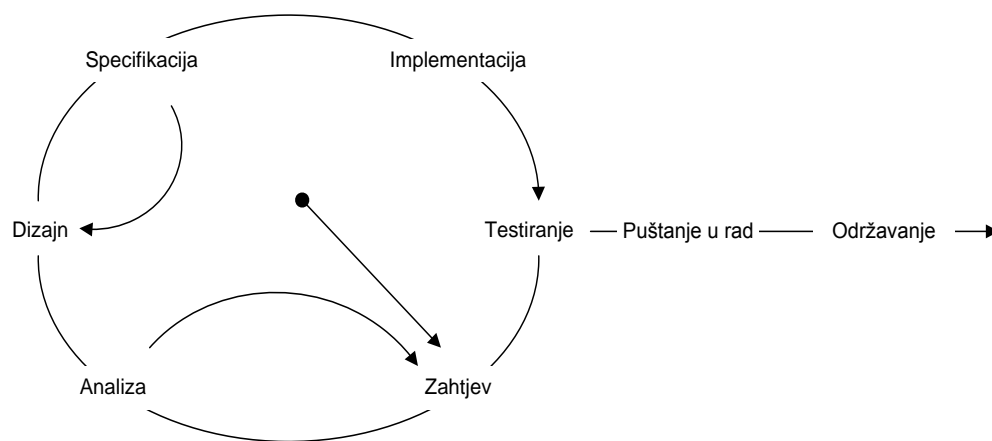 Specifikacija
Implementacija
Dizajn
Testiranje
Puštanje u rad
Održavanje
Analiza
Zahtjev